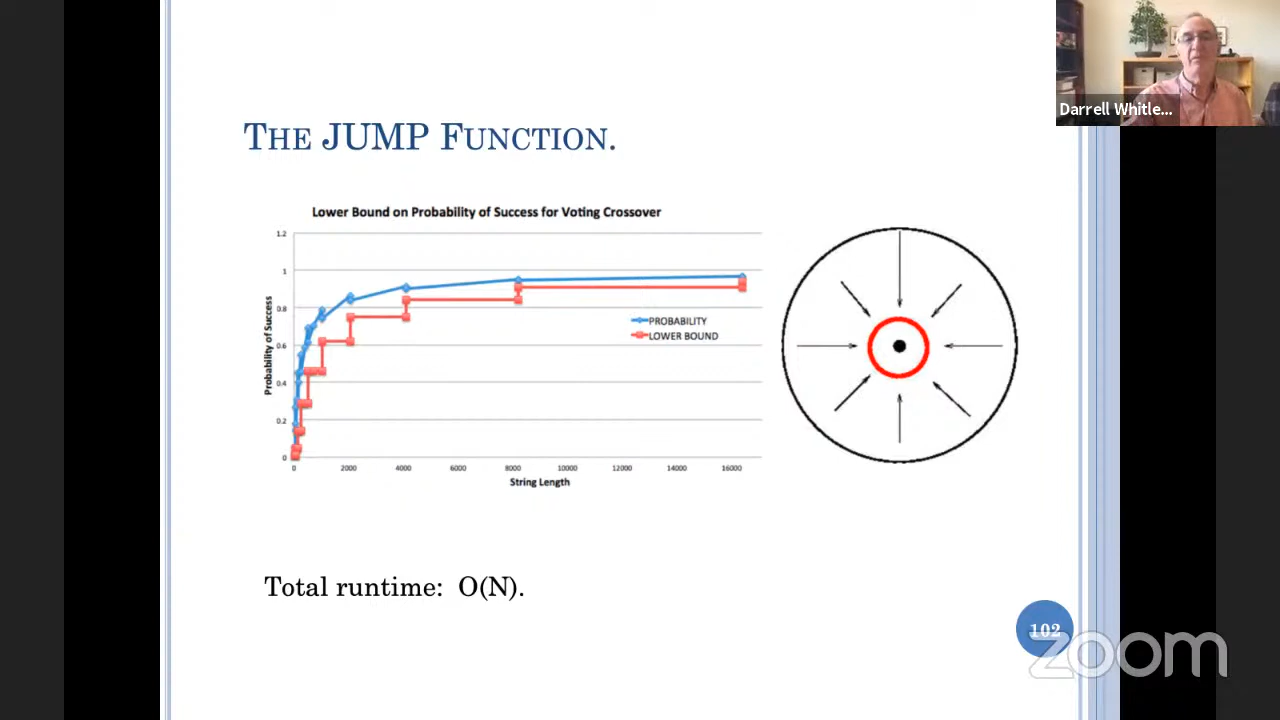 Darrell Whitle...
THE JUMP FUNCTION.
Lower Bound on Probability of Success for Voting Crossover
1.2
1
0.8
0.6
0.4
0.2
0
Probability of Success
PROBABILITY
LOWER BOUND
0 2000 4000 6000 8000 10000 12000 14000 16000
String Length
Total runtime: O(N).
102
zoom